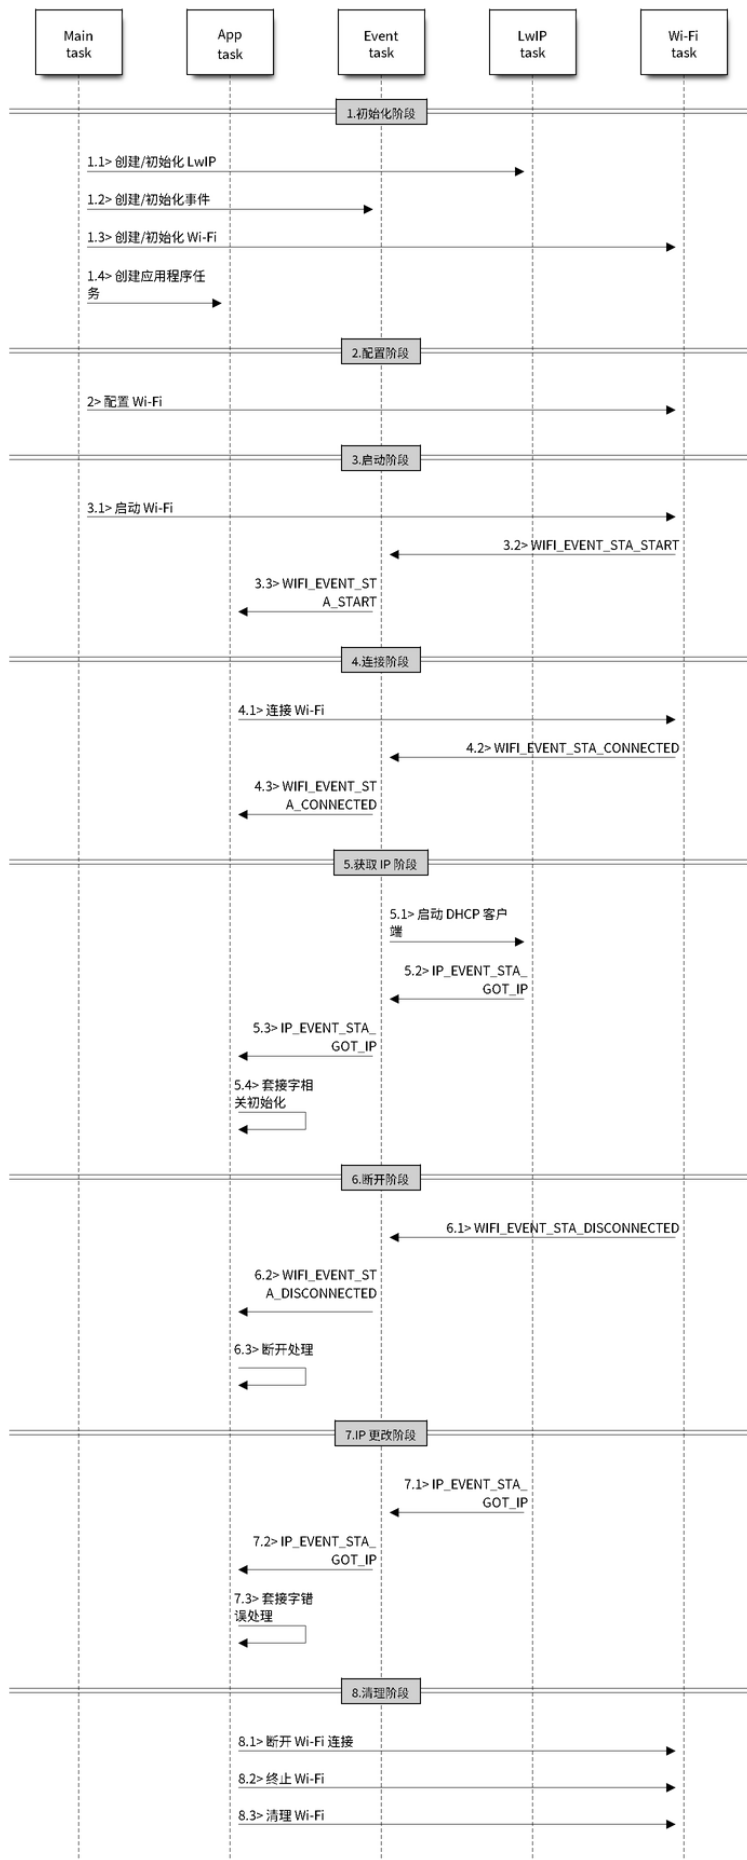 Main
task
App
task
Event
task
LwIP
task
Wi-Fi
task
1.初始化阶段
1.1> 创建/初始化 LwIP
1.2> 创建/初始化事件
1.3> 创建/初始化 Wi-Fi
1.4> 创建应用程序任
务
2.配置阶段
2> 配置 Wi-Fi
3.启动阶段
3.1> 启动 Wi-Fi
3.2> WIFI_EVENT_STA_START
3.3> WIFI_EVENT_ST
A_START
4.连接阶段
4.1> 连接 Wi-Fi
4.2> WIFI_EVENT_STA_CONNECTED
4.3> WIFI_EVENT_ST
A_CONNECTED
5.获取 IP 阶段
5.1> 启动 DHCP 客户
端
5.2> IP_EVENT_STA_
GOT_IP
5.3> IP_EVENT_STA_
GOT_IP
5.4> 套接字相
关初始化
6.断开阶段
6.1> WIFI_EVENT_STA_DISCONNECTED
6.2> WIFI_EVENT_ST
A_DISCONNECTED
6.3> 断开处理
7.IP 更改阶段
7.1> IP_EVENT_STA_
GOT_IP
7.2> IP_EVENT_STA_
GOT_IP
7.3> 套接字错
误处理
8.清理阶段
8.1> 断开 Wi-Fi 连接
8.2> 终止 Wi-Fi
8.3> 清理 Wi-Fi